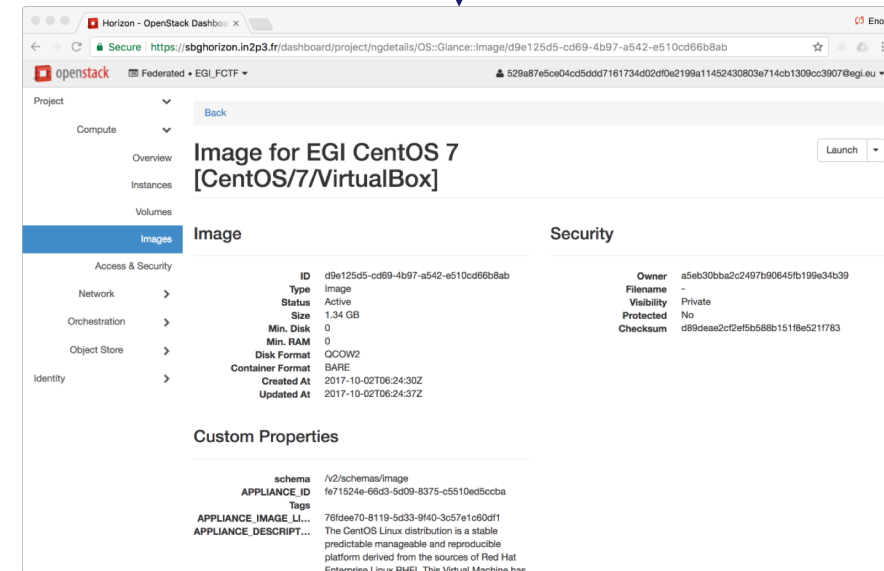 Horizon - OpenStack Dashboa
Eno
Secure https://sbghorizon.in2p3.fr/dashboard/project/ngdetails/OS::Glance::Image/d9e125d5-cd69-4b97-a542-e510cd66b8ab
openstack Federated • EGI_FCTF 529a87e5ce04cd5ddd7161734d02df0e2199a11452430803e714cb1309cc3907@egi.eu
Project
Compute
Overview
Instances
Volumes
Images
Access & Security
Network
Orchestration
Object Store
Identity
Back
Image for EGI CentOS 7
[CentOS/7/VirtualBox]
Launch
Image
ID d9e125d5-cd69-4b97-a542-e510cd66b8ab
Type Image
Status Active
Size 1.34 GB
Min. Disk 0
Min. RAM 0
Disk Format QCOW2
Container Format BARE
Created At 2017-10-02T06:24:30Z
Updated At 2017-10-02T06:24:37Z
Security
Owner a5eb30bba2c2497b90645fb199e34b39
Filename -
Visibility Private
Protected No
Checksum d89deae2cf2ef5b588b151f8e521f783
Custom Properties
schema /v2/schemas/image
APPLIANCE_ID fe71524e-66d3-5d09-8375-c5510ed5ccba
Tags
APPLIANCE_IMAGE_LI... 76fdee70-8119-5d33-9f40-3c57e1c60df1
APPLIANCE_DESCRIPT... The CentOS Linux distribution is a stable
predictable manageable and reproducible
platform derived from the sources of Red Hat
Enterprise Linux RHEL. This Virtual Machine has